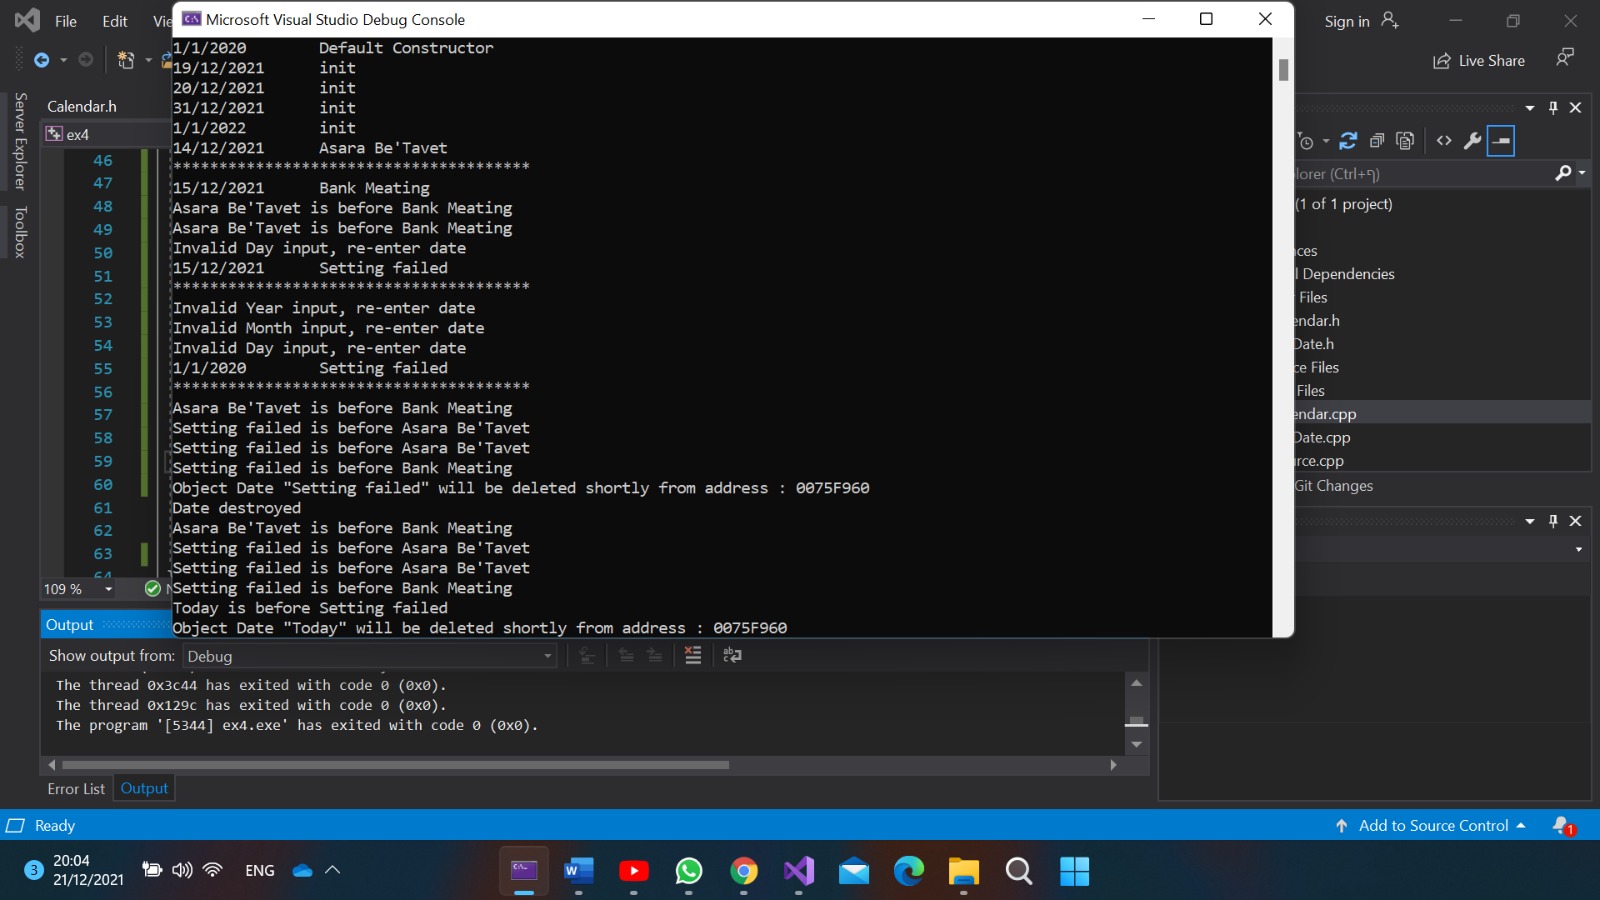 File
Edit
Vie
Microsoft Visual Studio Debug Console
Sign in
Live Share
Server Explorer
Toolbox
Calendar.h
ex4
46
47
48
49
50
51
52
53
54
55
56
57
58
59
60
61
62
63
64
1/1/2020 Default Constructor
19/12/2021 init
20/12/2021 init
31/12/2021 init
1/1/2022 init
14/12/2021 Asara Be'Tavet
***************************************
15/12/2021 Bank Meating
Asara Be'Tavet is before Bank Meating
Asara Be'Tavet is before Bank Meating
Invalid Day input, re-enter date
15/12/2021 Setting failed
***************************************
Invalid Year input, re-enter date
Invalid Month input, re-enter date
Invalid Day input, re-enter date
1/1/2020 Setting failed
***************************************
Asara Be'Tavet is before Bank Meating
Setting failed is before Asara Be'Tavet
Setting failed is before Asara Be'Tavet
Setting failed is before Bank Meating
Object Date "Setting failed" will be deleted shortly from address : 0075F960
Date destroyed
Asara Be'Tavet is before Bank Meating
Setting failed is before Asara Be'Tavet
Setting failed is before Asara Be'Tavet
Setting failed is before Bank Meating
Today is before Setting failed
Object Date "Today" will be deleted shortly from address : 0075F960
lorer (Ctrl+ף)
(1 of 1 project)
nces
l Dependencies
r Files
endar.h
Date.h
ce Files
Files
endar.cpp
Date.cpp
urce.cpp
Git Changes
109 %
Output
Show output from: Debug
The thread 0x3c44 has exited with code 0 (0x0).
The thread 0x129c has exited with code 0 (0x0).
The program '[5344] ex4.exe' has exited with code 0 (0x0).
Error List
Output
Ready
Add to Source Control
1
3
20:04
21/12/2021
ENG